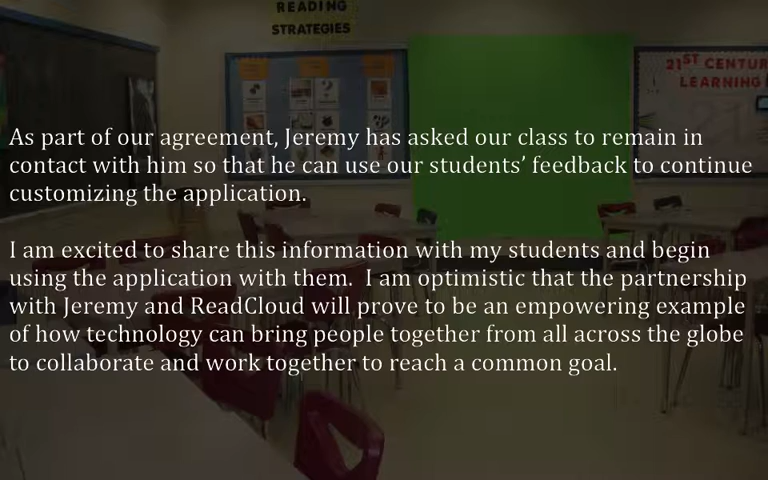 READING
STRATEGIES
21ST CENTUR
LEARNING
As part of our agreement, Jeremy has asked our class to remain in
contact with him so that he can use our students’ feedback to continue
customizing the application.
I am excited to share this information with my students and begin
using the application with them.  I am optimistic that the partnership
with Jeremy and ReadCloud will prove to be an empowering example
of how technology can bring people together from all across the globe
to collaborate and work together to reach a common goal.